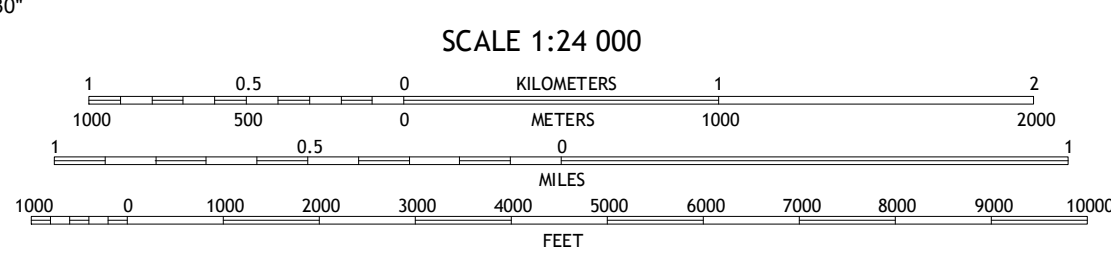 30"
SCALE 1:24 000
1 0.5 0 KILOMETERS 1 2
1000 500 0 METERS 1000 2000
1 0.5 0 1
MILES
1000 0 1000 2000 3000 4000 5000 6000 7000 8000 9000 10000
FEET